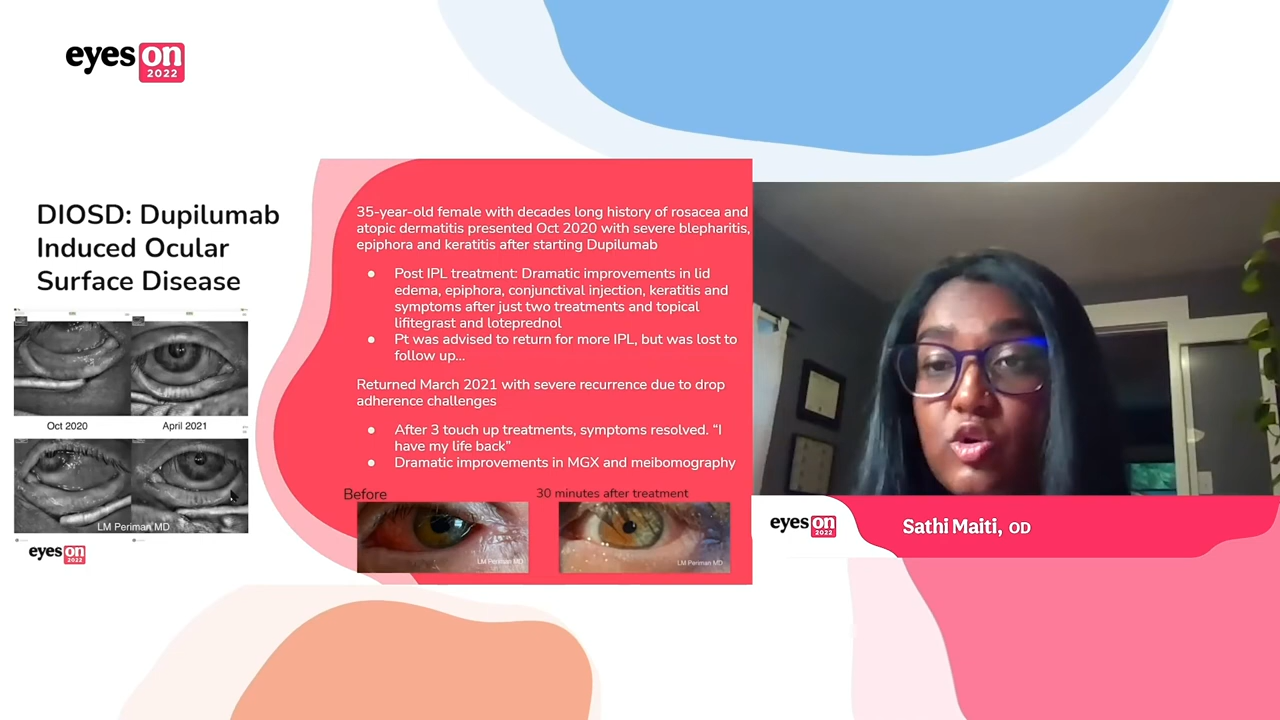 eyes on
2022
DIOSD: Dupilumab
Induced Ocular
Surface Disease
Oct 2020
April 2021
LM Periman MD
eyes on
2022
35-year-old female with decades long history of rosacea and
atopic dermatitis presented Oct 2020 with severe blepharitis,
epiphora and keratitis after starting Dupilumab
● Post IPL treatment: Dramatic improvements in lid
edema, epiphora, conjunctival injection, keratitis and
symptoms after just two treatments and topical
lifitegrast and loteprednol
● Pt was advised to return for more IPL, but was lost to
follow up...
Returned March 2021 with severe recurrence due to drop
adherence challenges
● After 3 touch up treatments, symptoms resolved. “I
have my life back”
● Dramatic improvements in MGX and meibomography
Before
30 minutes after treatment
LM Periman MD
LM Periman MD
eyes on
2022
Sathi Maiti, OD